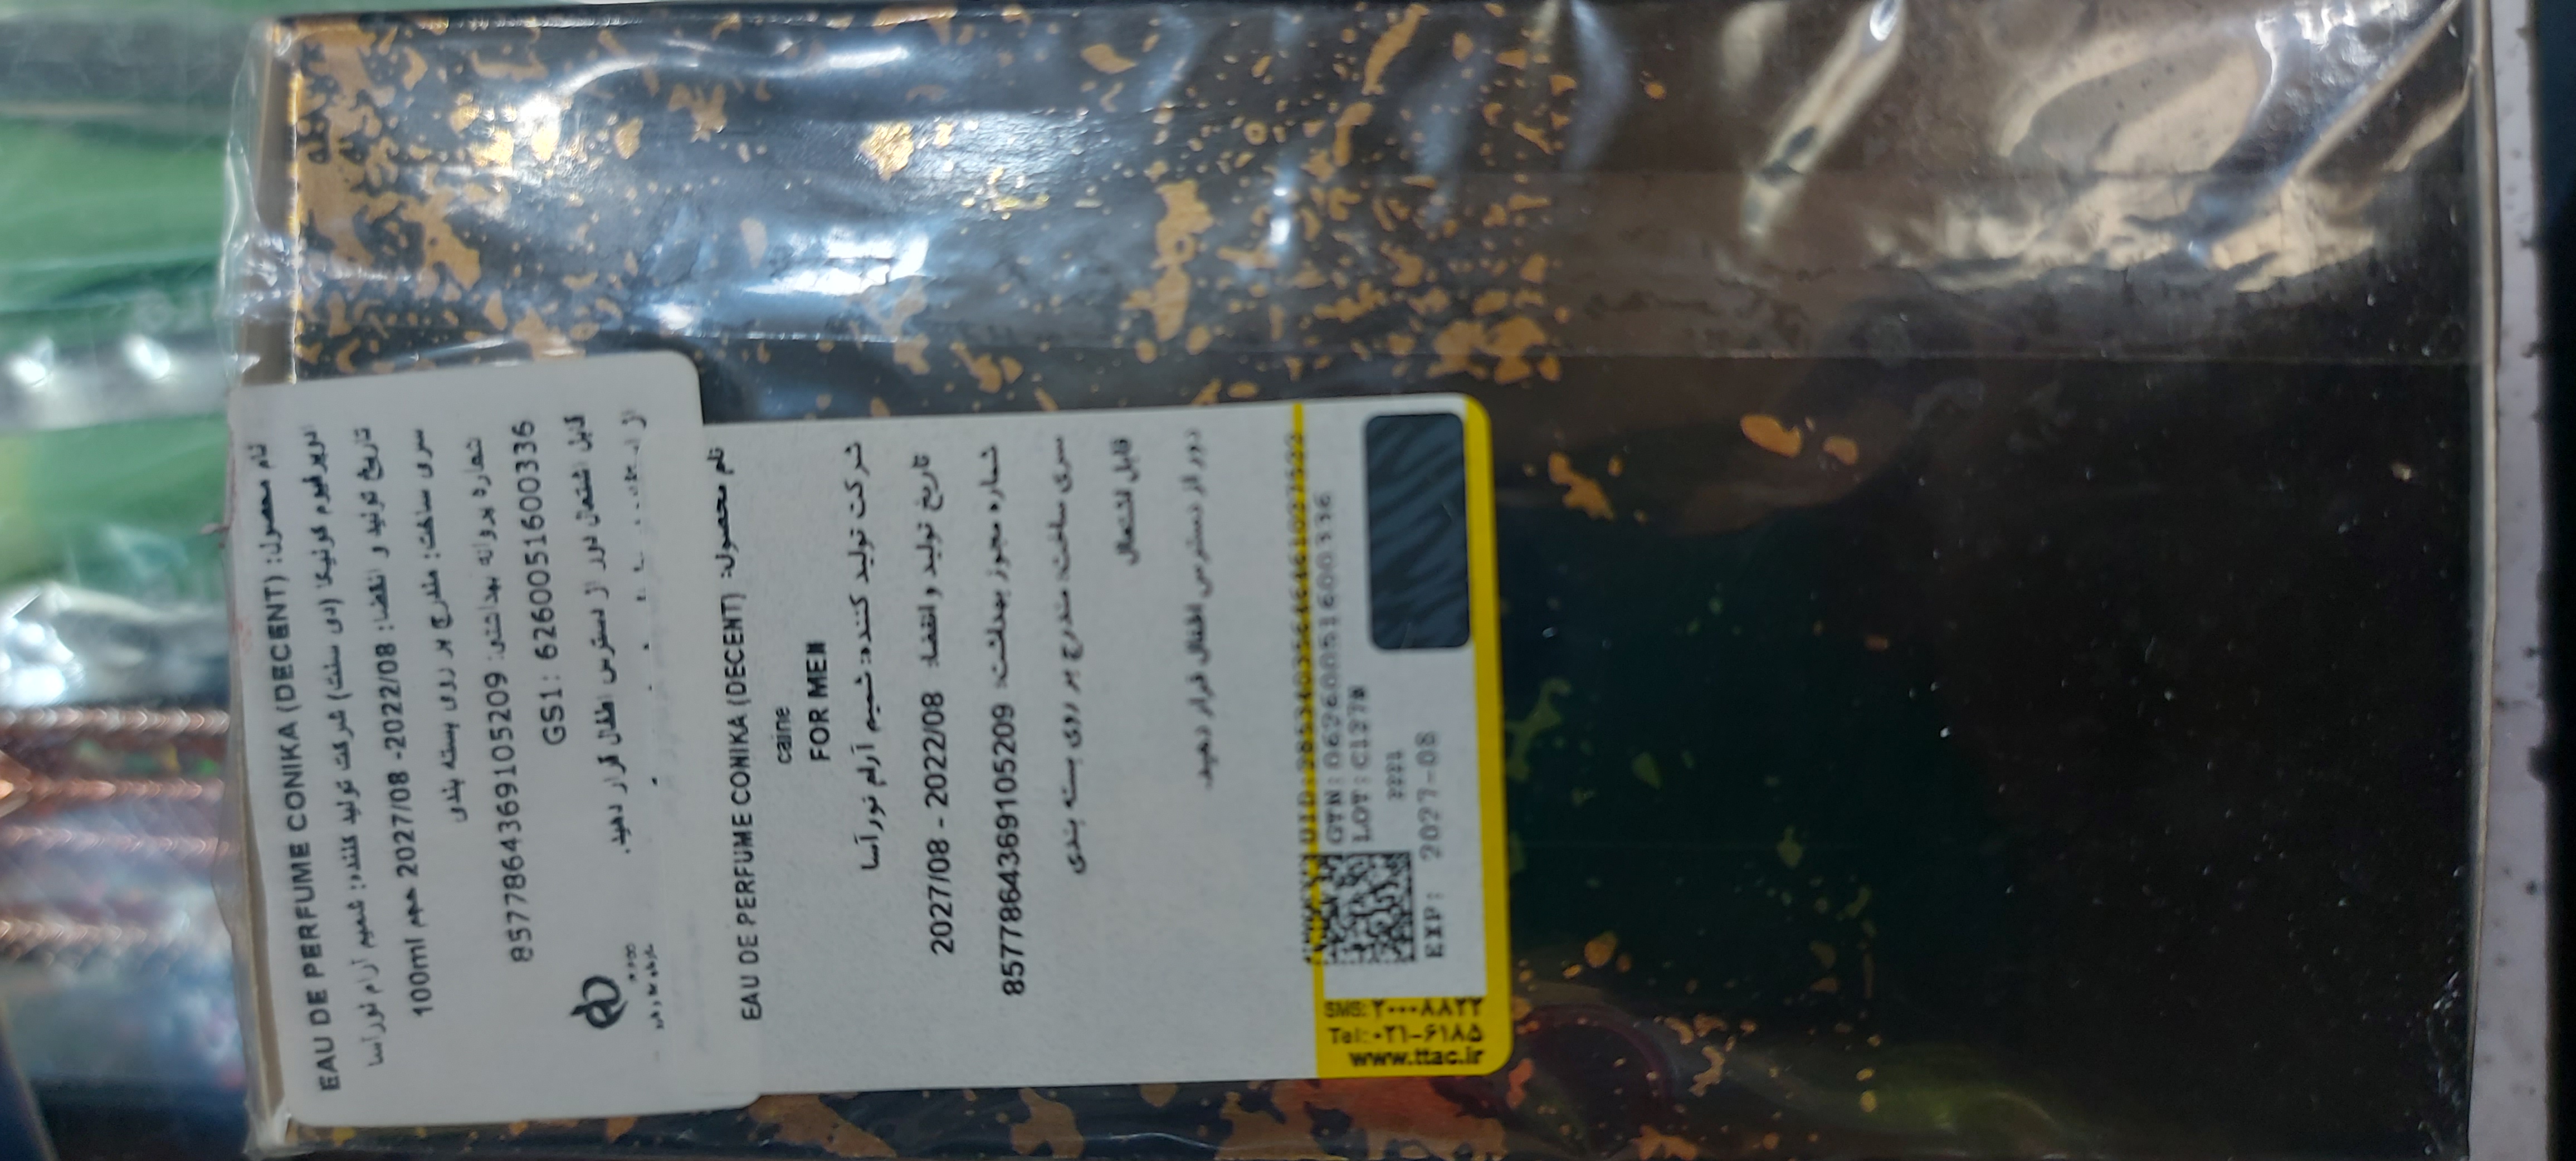 نام محصول: EAU DE PERFUME CONIKA (DECENT)
ادوپرفیوم کونیکا (دی سنت) شرکت تولید کننده: شمیم آرام نورآسا
تاریخ تولید و انقضا: 2022/08- 2027/08 حجم 100ml
سری ساخت: مندرج بر روی بسته بندی
شماره پروانه بهداشتی: 8577864369105209
GS1: 6260051600336
قابل اشتعال دور از دسترس اطفال قرار دهید.
نام محصول: EAU DE PERFUME CONIKA (DECENT)
caine
FOR MEN
شرکت تولید کننده: شمیم آرام نورآسا
تاریخ تولید و انقضاء: 2022/08 - 2027/08
شماره مجوز بهداشت: 8577864369105209
سری ساخت: مندرج بر روی بسته بندی
قابل اشتعال
دور از دسترس اطفال قرار دهید.
GTN: 06260051600336
EXP: 2027-08
SMS: ۲۰۰۰۸۸۲۲
Tel: ۰۲۱-۶۱۸۵
www.ttac.ir